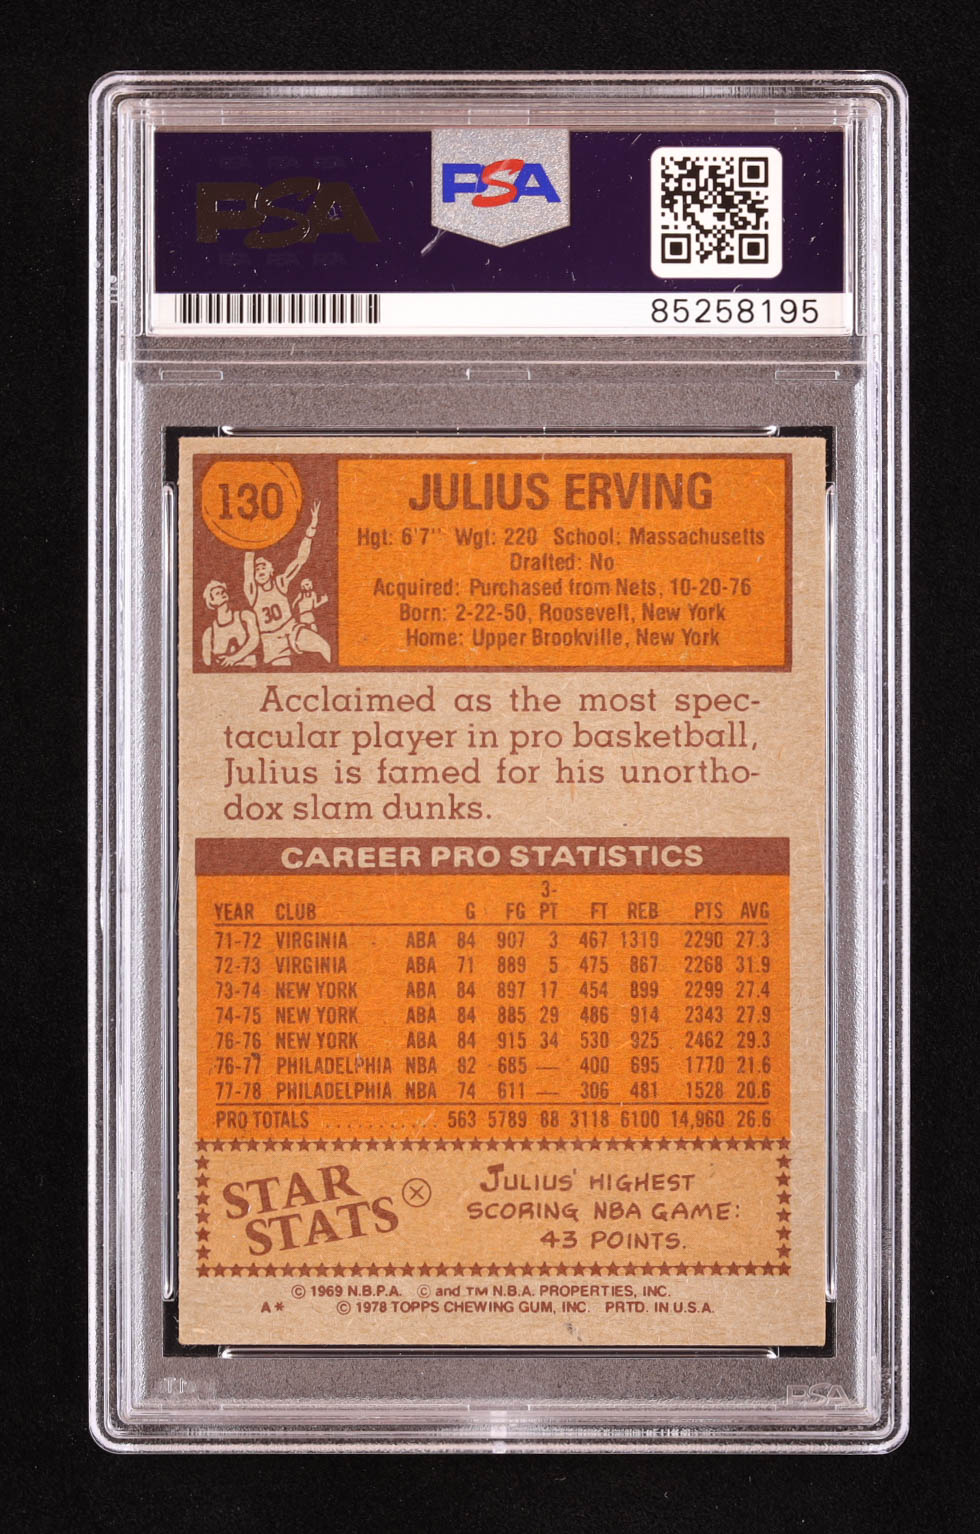 PSA
PSA
85258195
130
30
JULIUS ERVING
Hgt: 6'7" Wgt: 220 School: Massachusetts
Drafted: No
Acquired: Purchased from Nets, 10-20-76
Born: 2-22-50, Roosevelt, New York
Home: Upper Brookville, New York
Acclaimed as the most spec-
tacular player in pro basketball,
Julius is famed for his unortho-
dox slam dunks.
CAREER PRO STATISTICS
YEAR CLUB G FG 3-PT FT REB PTS AVG
71-72 VIRGINIA ABA 84 907 3 467 1319 2290 27.3
72-73 VIRGINIA ABA 71 889 5 475 867 2268 31.9
73-74 NEW YORK ABA 84 897 17 454 899 2299 27.4
74-75 NEW YORK ABA 84 885 29 486 914 2343 27.9
76-76 NEW YORK ABA 84 915 34 530 925 2462 29.3
76-77 PHILADELPHIA NBA 82 685 — 400 695 1770 21.6
77-78 PHILADELPHIA NBA 74 611 — 306 481 1528 20.6
PRO TOTALS .......... 563 5789 88 3118 6100 14,960 26.6
STAR
STATS
JULIUS' HIGHEST
SCORING NBA GAME:
43 POINTS.
© 1969 N.B.P.A. © and TM N.B.A. PROPERTIES, INC.
A* © 1978 TOPPS CHEWING GUM, INC. PRTD. IN U.S.A.
PSA